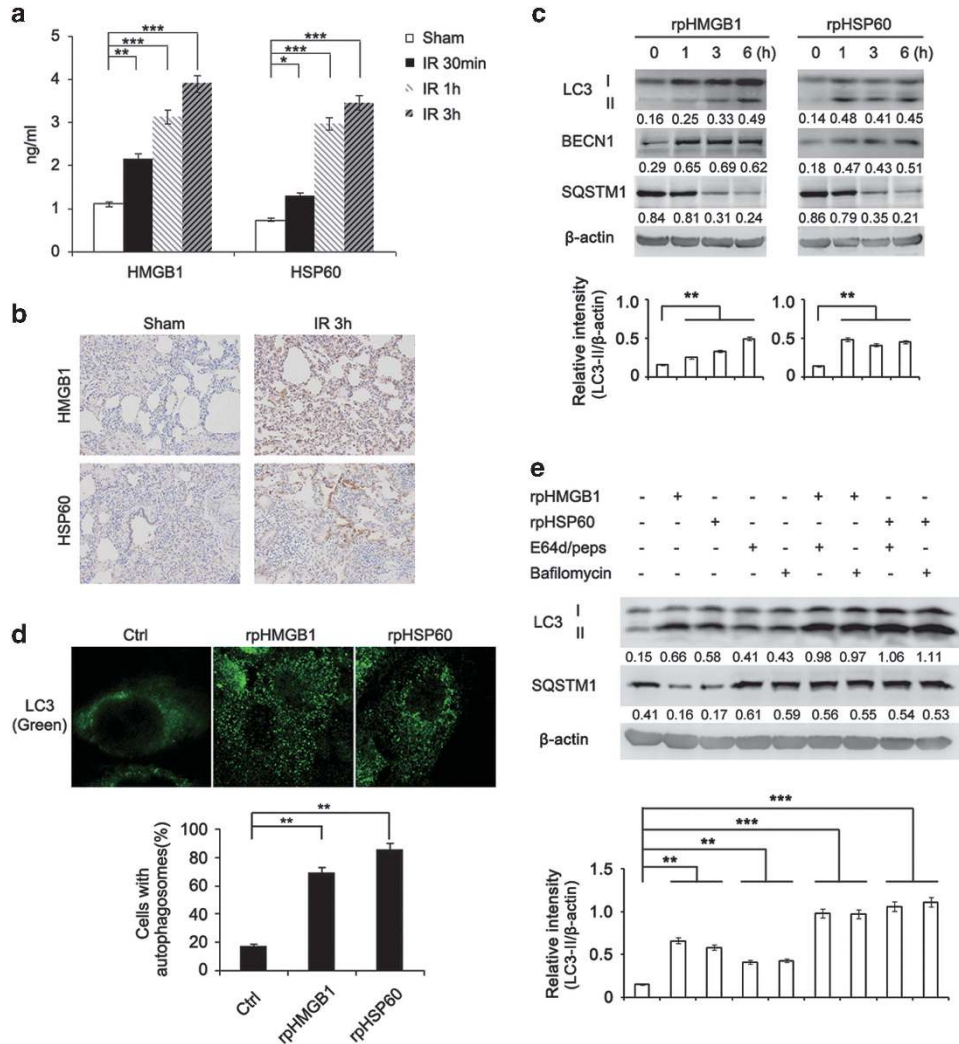 a
ng/ml
5
4
3
2
1
0
*** ***
*** ***
** *
Sham
IR 30min
IR 1h
IR 3h
HMGB1 HSP60
b
Sham IR 3h
HMGB1
HSP60
c
rpHMGB1 rpHSP60
0 1 3 6 (h) 0 1 3 6 (h)
LC3 I
II
0.16 0.25 0.33 0.49 0.14 0.48 0.41 0.45
BECN1
0.29 0.65 0.69 0.62 0.18 0.47 0.43 0.51
SQSTM1
0.84 0.81 0.31 0.24 0.86 0.79 0.35 0.21
β-actin
Relative intensity
(LC3-II/β-actin)
1.0 1.0
0.5 0.5
0.0 0.0
** **
d
Ctrl rpHMGB1 rpHSP60
LC3
(Green)
Cells with
autophagosomes(%)
100
80
60
40
20
0
**
**
Ctrl
rpHMGB1
rpHSP60
e
rpHMGB1 - + - - - + + - -
rpHSP60 - - + - - - - + +
E64d/peps - - - + - + - + -
Bafilomycin - - - - + - + - +
LC3 I
II
0.15 0.66 0.58 0.41 0.43 0.98 0.97 1.06 1.11
SQSTM1
0.41 0.16 0.17 0.61 0.59 0.56 0.55 0.54 0.53
β-actin
Relative intensity
(LC3-II/β-actin)
1.5
1.0
0.5
0
***
***
**
**